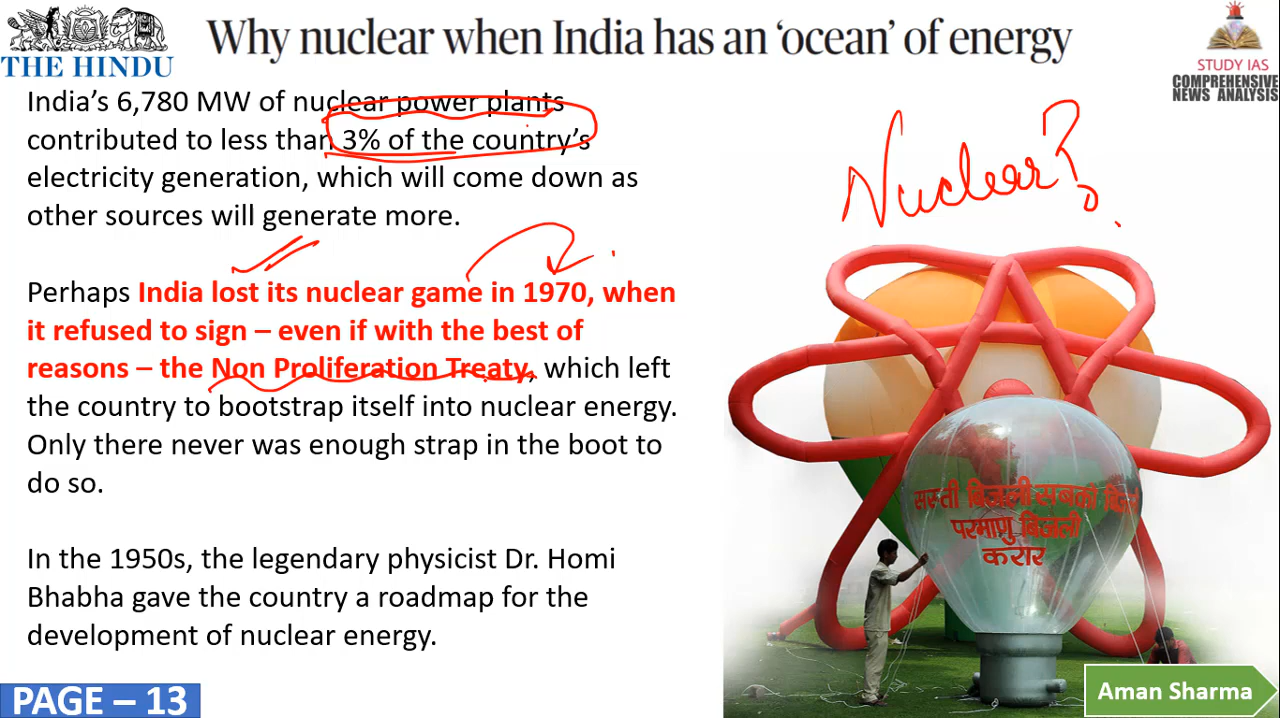 THE HINDU
Why nuclear when India has an ‘ocean’ of energy
STUDY IAS
COMPREHENSIVE
NEWS ANALYSIS
India’s 6,780 MW of nuclear power plants
contributed to less than 3% of the country’s
electricity generation, which will come down as
other sources will generate more.
Perhaps India lost its nuclear game in 1970, when
it refused to sign – even if with the best of
reasons – the Non Proliferation Treaty, which left
the country to bootstrap itself into nuclear energy.
Only there never was enough strap in the boot to
do so.
In the 1950s, the legendary physicist Dr. Homi
Bhabha gave the country a roadmap for the
development of nuclear energy.
Nuclear?
सस्ती बिजली सबको
परमाणु बिजली
करार
PAGE – 13
Aman Sharma